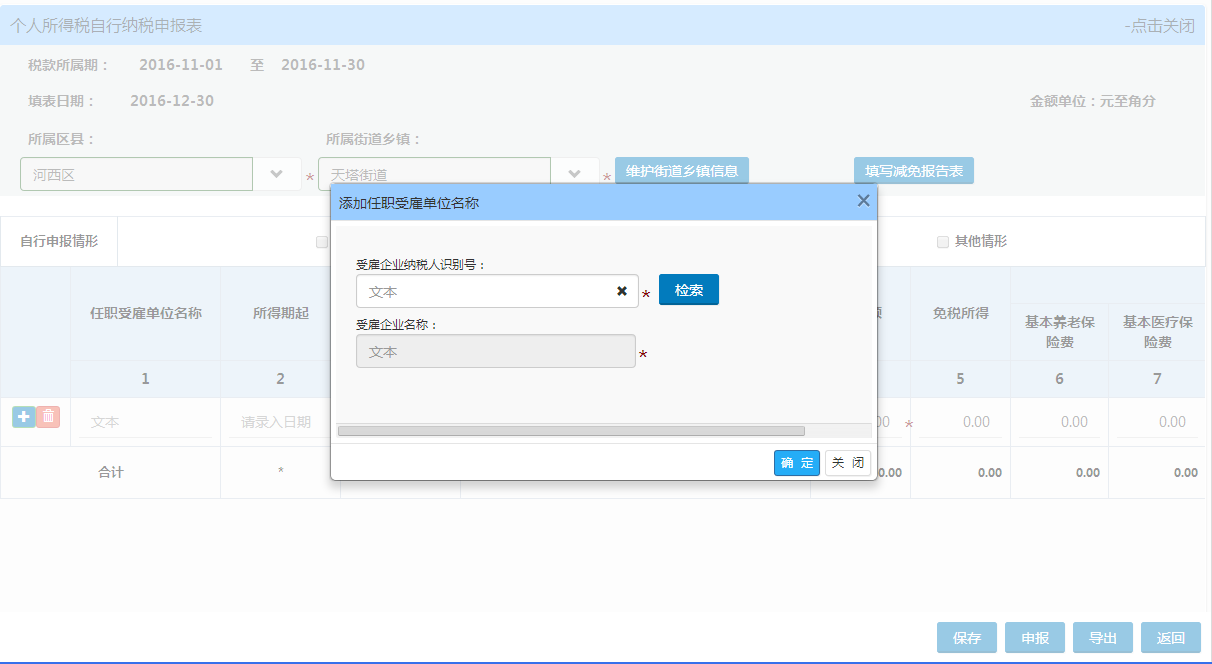 个人所得税自行纳税申报表 -点击关闭
税款所属期： 2016-11-01 至 2016-11-30
填表日期： 2016-12-30 金额单位：元至角分
所属区县： 所属街道乡镇：
河西区 * 天塔街道 * 维护街道乡镇信息 填写减免报告表
添加任职受雇单位名称
自行申报情形 其他情形
受雇企业纳税人识别号：
文本 * 检索
受雇企业名称：
文本 *
任职受雇单位名称 所得期起 免税所得 基本养老保险费 基本医疗保险费
1 2 5 6 7
文本 请录入日期 * 0.00 0.00 0.00
合计 * 0.00 0.00 0.00 0.00
确 定 关 闭
保存 申报 导出 返回